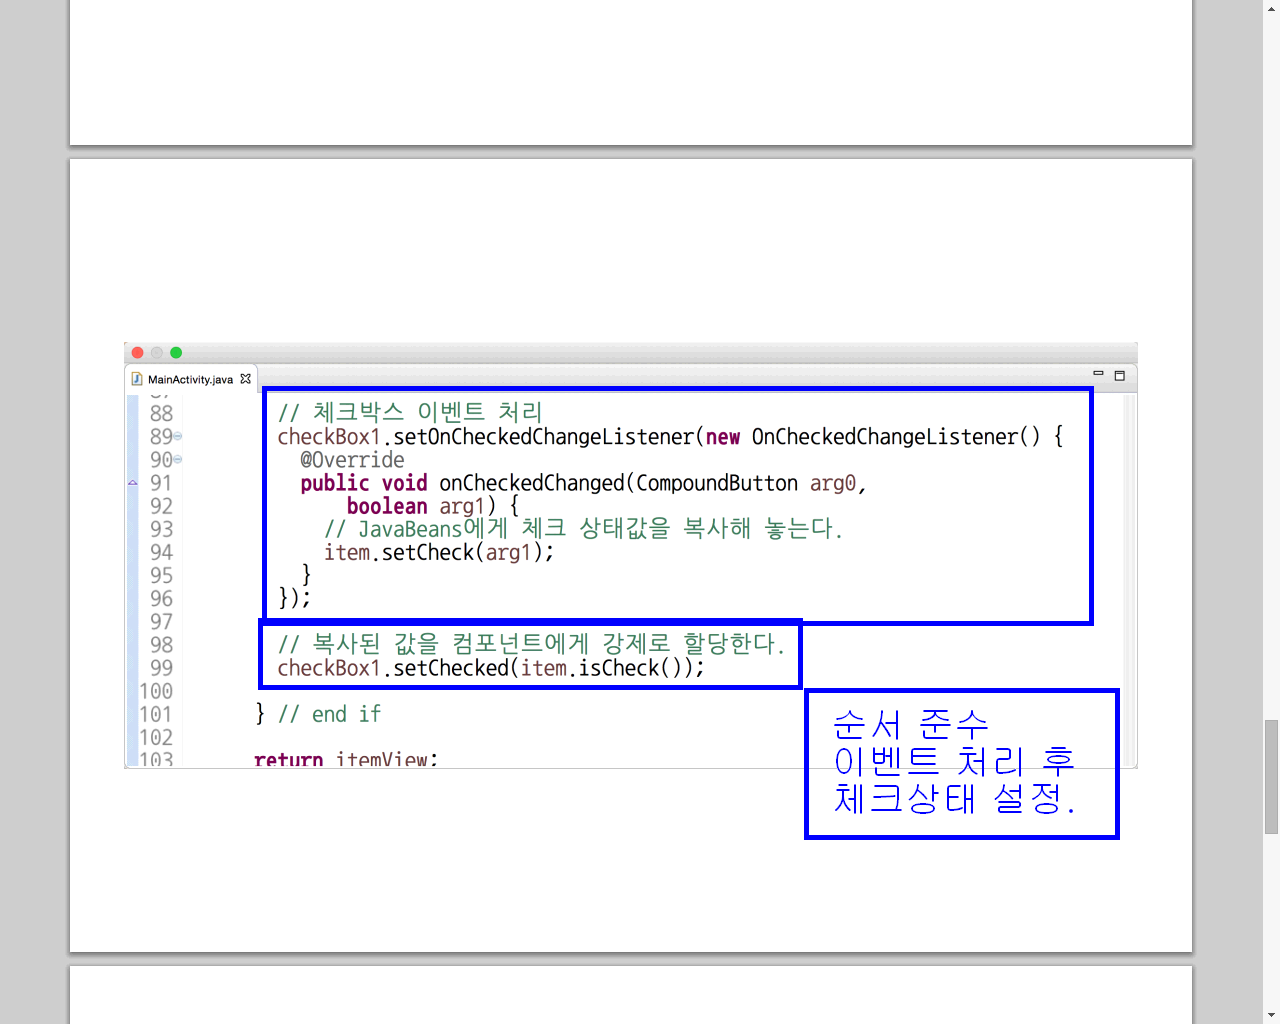 MainActivity.java
88 // 체크박스 이벤트 처리
89 checkBox1.setOnCheckedChangeListener(new OnCheckedChangeListener() {
90 @Override
91 public void onCheckedChanged(CompoundButton arg0,
92 boolean arg1) {
93 // JavaBeans에게 체크 상태값을 복사해 놓는다.
94 item.setCheck(arg1);
95 }
96 });
97
98 // 복사된 값을 컴포넌트에게 강제로 할당한다.
99 checkBox1.setChecked(item.isCheck());
100
101 } // end if
102
103 return itemView;
순서 준수
이벤트 처리 후
체크상태 설정.